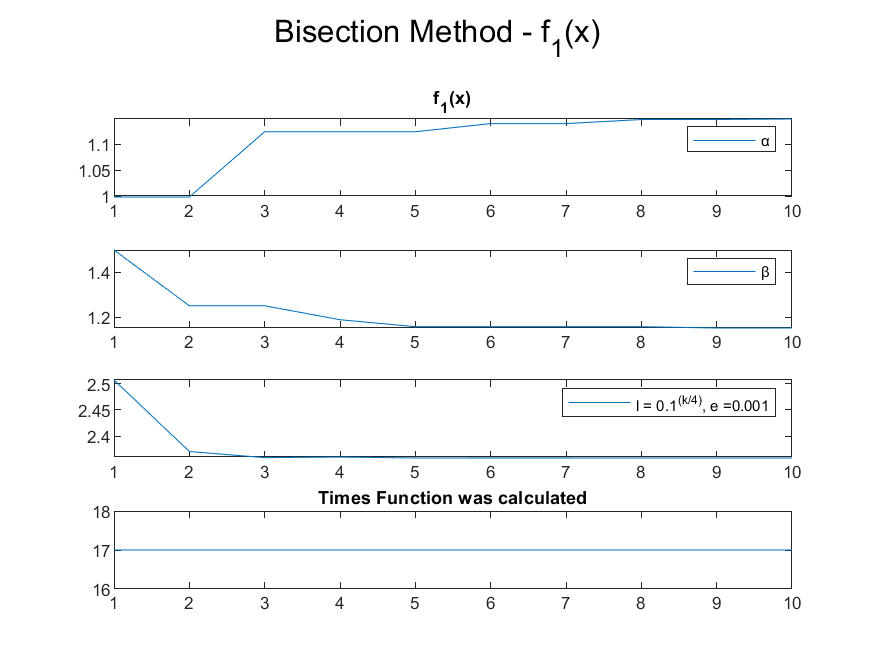 Bisection Method - f₁(x)
f₁(x)
1.1
1.05
1
α
1 2 3 4 5 6 7 8 9 10
1.4
1.2
β
1 2 3 4 5 6 7 8 9 10
2.5
2.45
2.4
l = 0.1^(k/4), e =0.001
1 2 3 4 5 6 7 8 9 10
Times Function was calculated
18
17
16
1 2 3 4 5 6 7 8 9 10